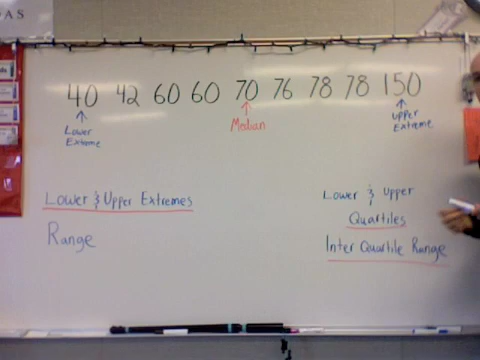 DAS
40 42 60 60 70 76 78 78 150
Lower
Extreme
Median
Upper
Extreme
Lower & Upper Extremes
Range
Lower & Upper
Quartiles
Inter Quartile Range